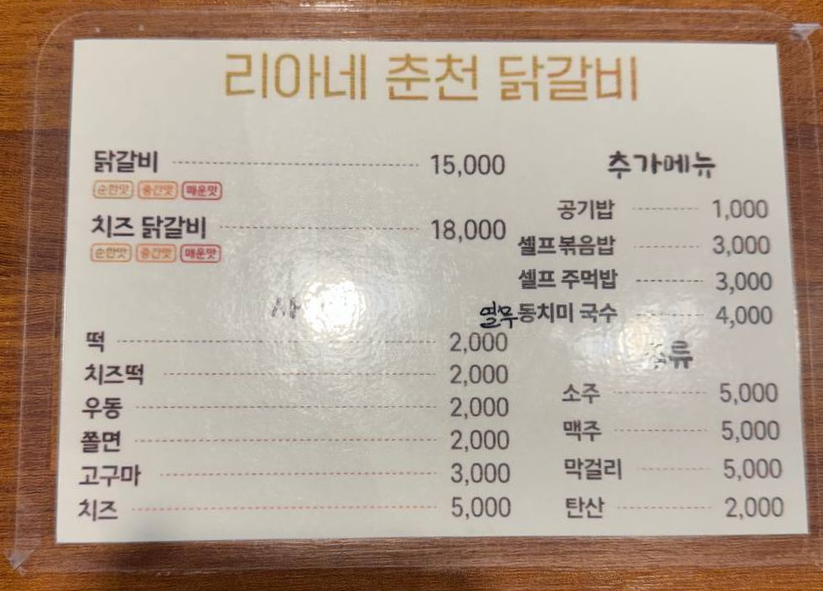 리아네 춘천 닭갈비
닭갈비 15,000
순한맛 중간맛 매운맛
치즈 닭갈비 18,000
순한맛 중간맛 매운맛
떡 2,000
치즈떡 2,000
우동 2,000
쫄면 2,000
고구마 3,000
치즈 5,000
추가메뉴
공기밥 1,000
셀프볶음밥 3,000
셀프 주먹밥 3,000
열무동치미 국수 4,000
소주 5,000
맥주 5,000
막걸리 5,000
탄산 2,000